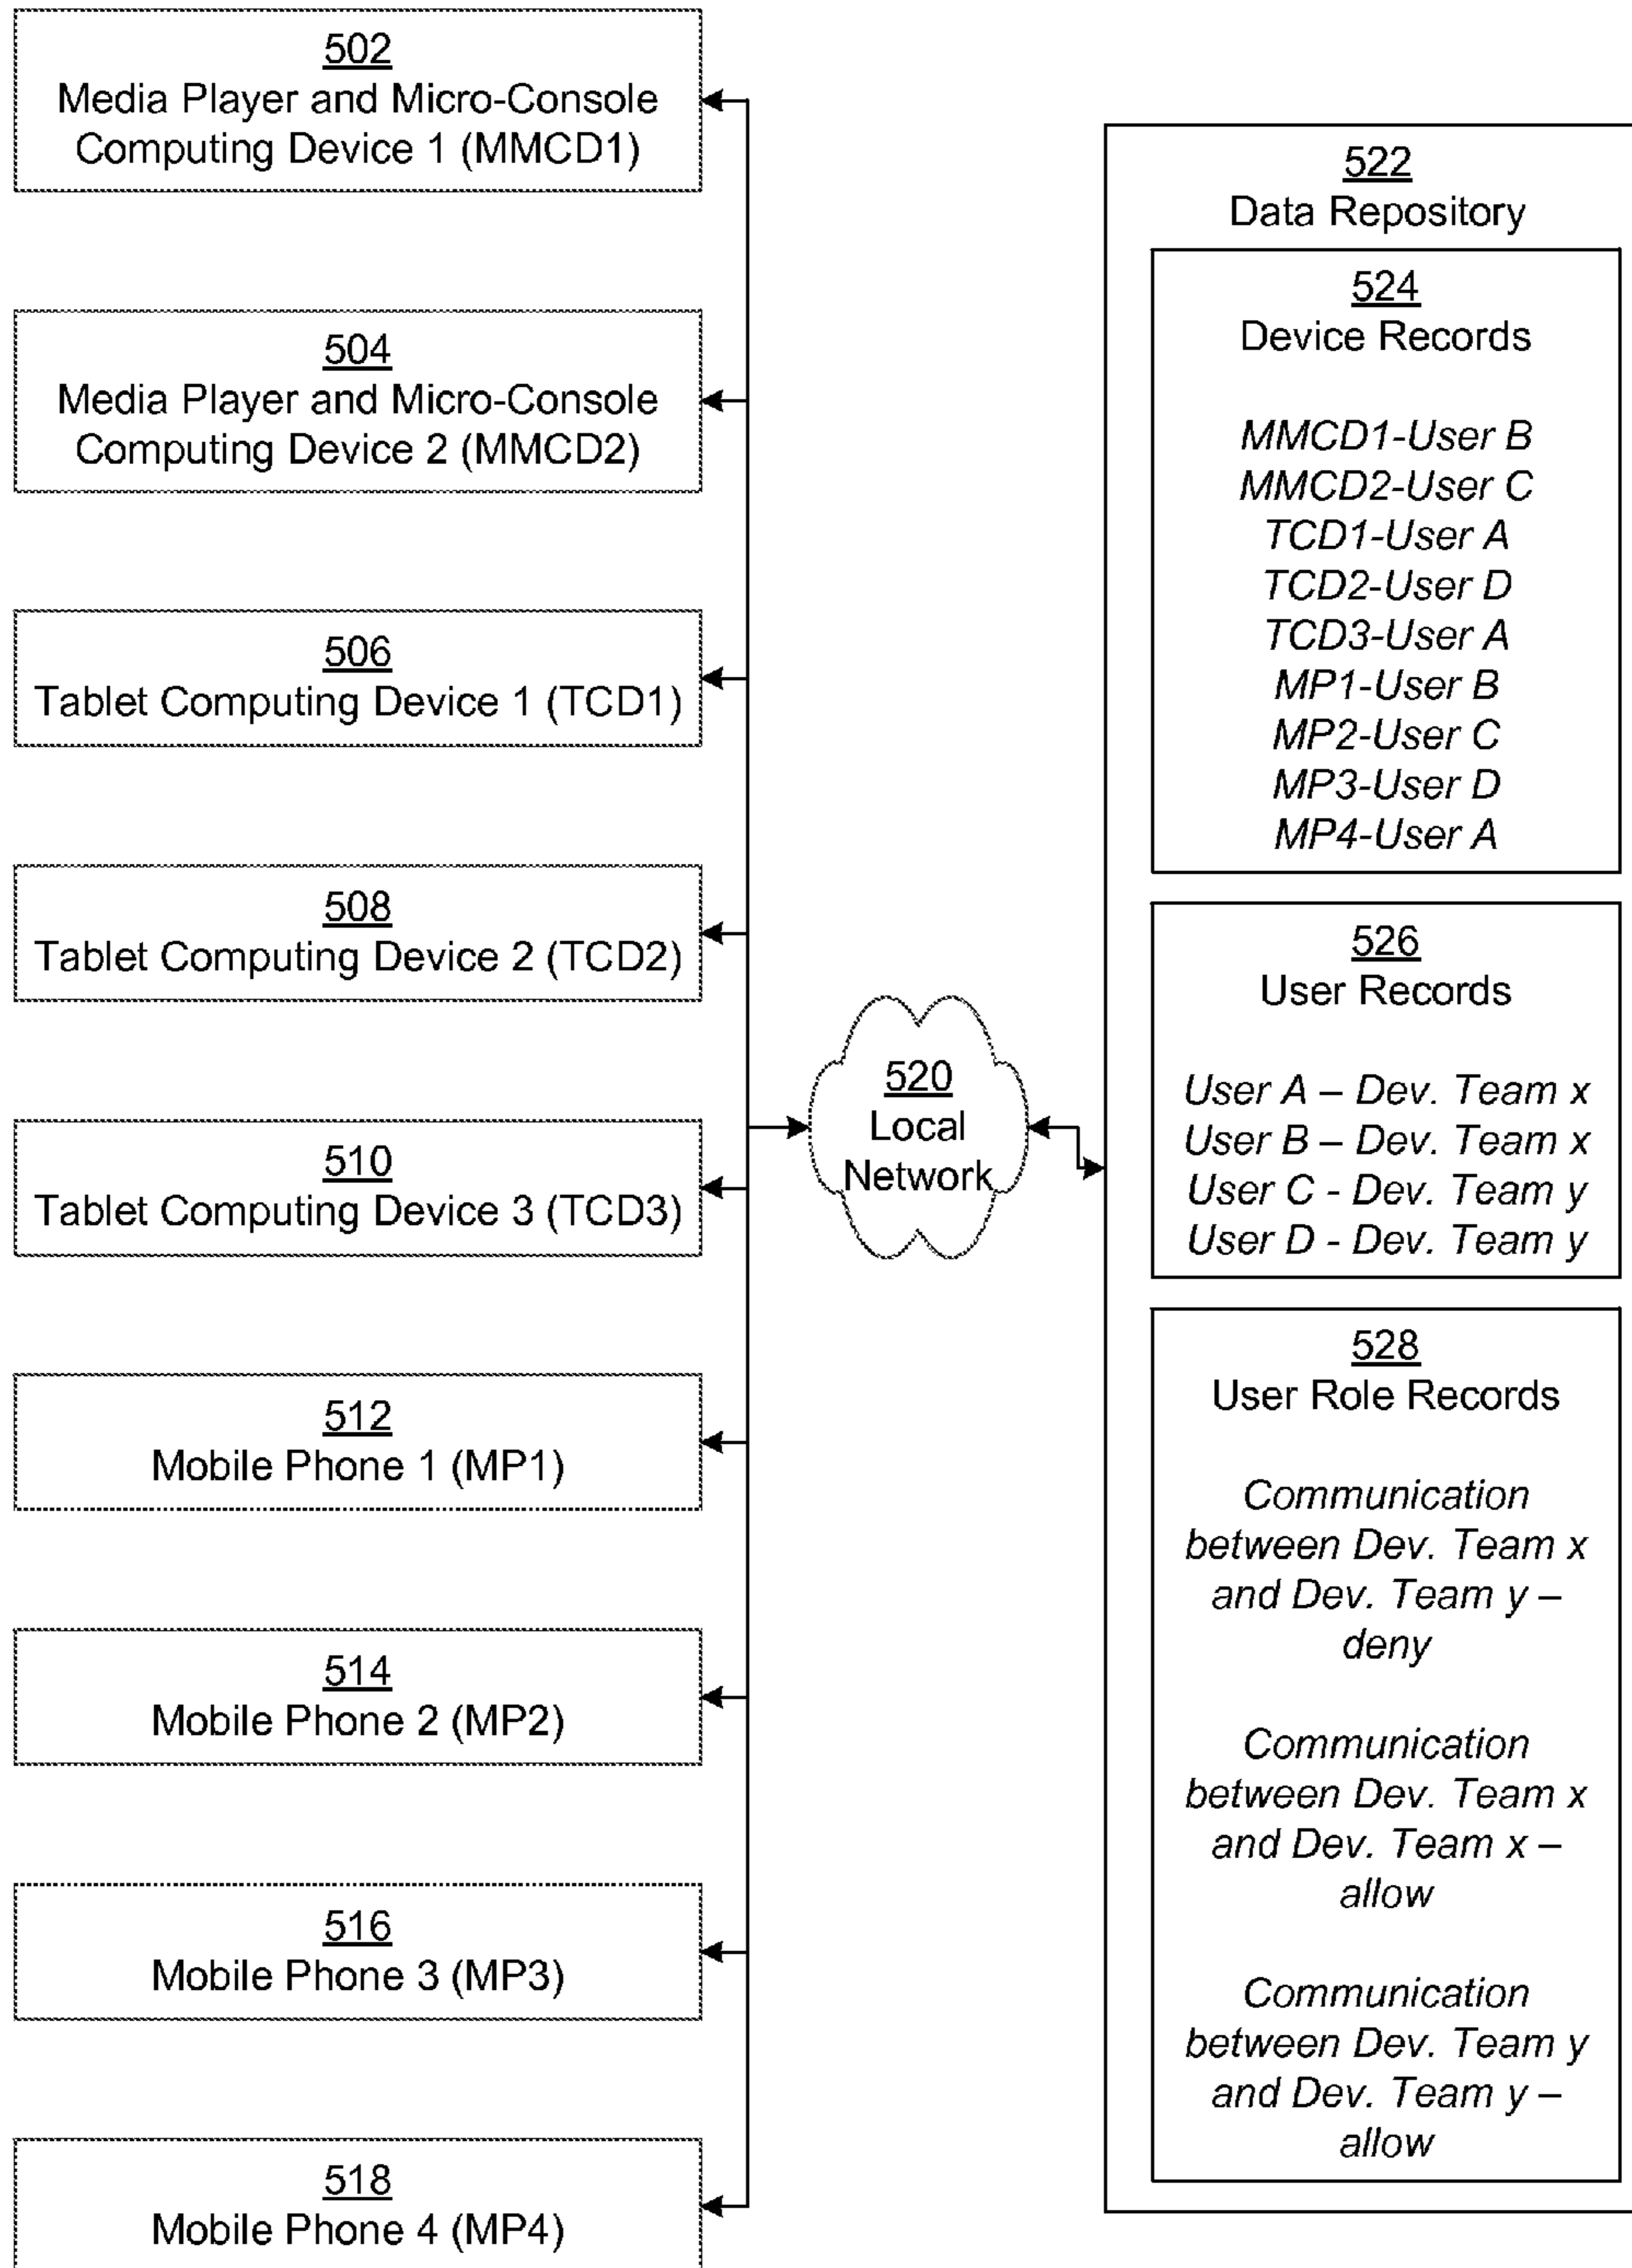 502
Media Player and Micro-Console
Computing Device 1 (MMCD1)
504
Media Player and Micro-Console
Computing Device 2 (MMCD2)
506
Tablet Computing Device 1 (TCD1)
508
Tablet Computing Device 2 (TCD2)
510
Tablet Computing Device 3 (TCD3)
512
Mobile Phone 1 (MP1)
514
Mobile Phone 2 (MP2)
516
Mobile Phone 3 (MP3)
518
Mobile Phone 4 (MP4)
520
Local
Network
522
Data Repository
524
Device Records
MMCD1-User B
MMCD2-User C
TCD1-User A
TCD2-User D
TCD3-User A
MP1-User B
MP2-User C
MP3-User D
MP4-User A
526
User Records
User A – Dev. Team x
User B – Dev. Team x
User C - Dev. Team y
User D - Dev. Team y
528
User Role Records
Communication
between Dev. Team x
and Dev. Team y –
deny
Communication
between Dev. Team x
and Dev. Team x –
allow
Communication
between Dev. Team y
and Dev. Team y –
allow